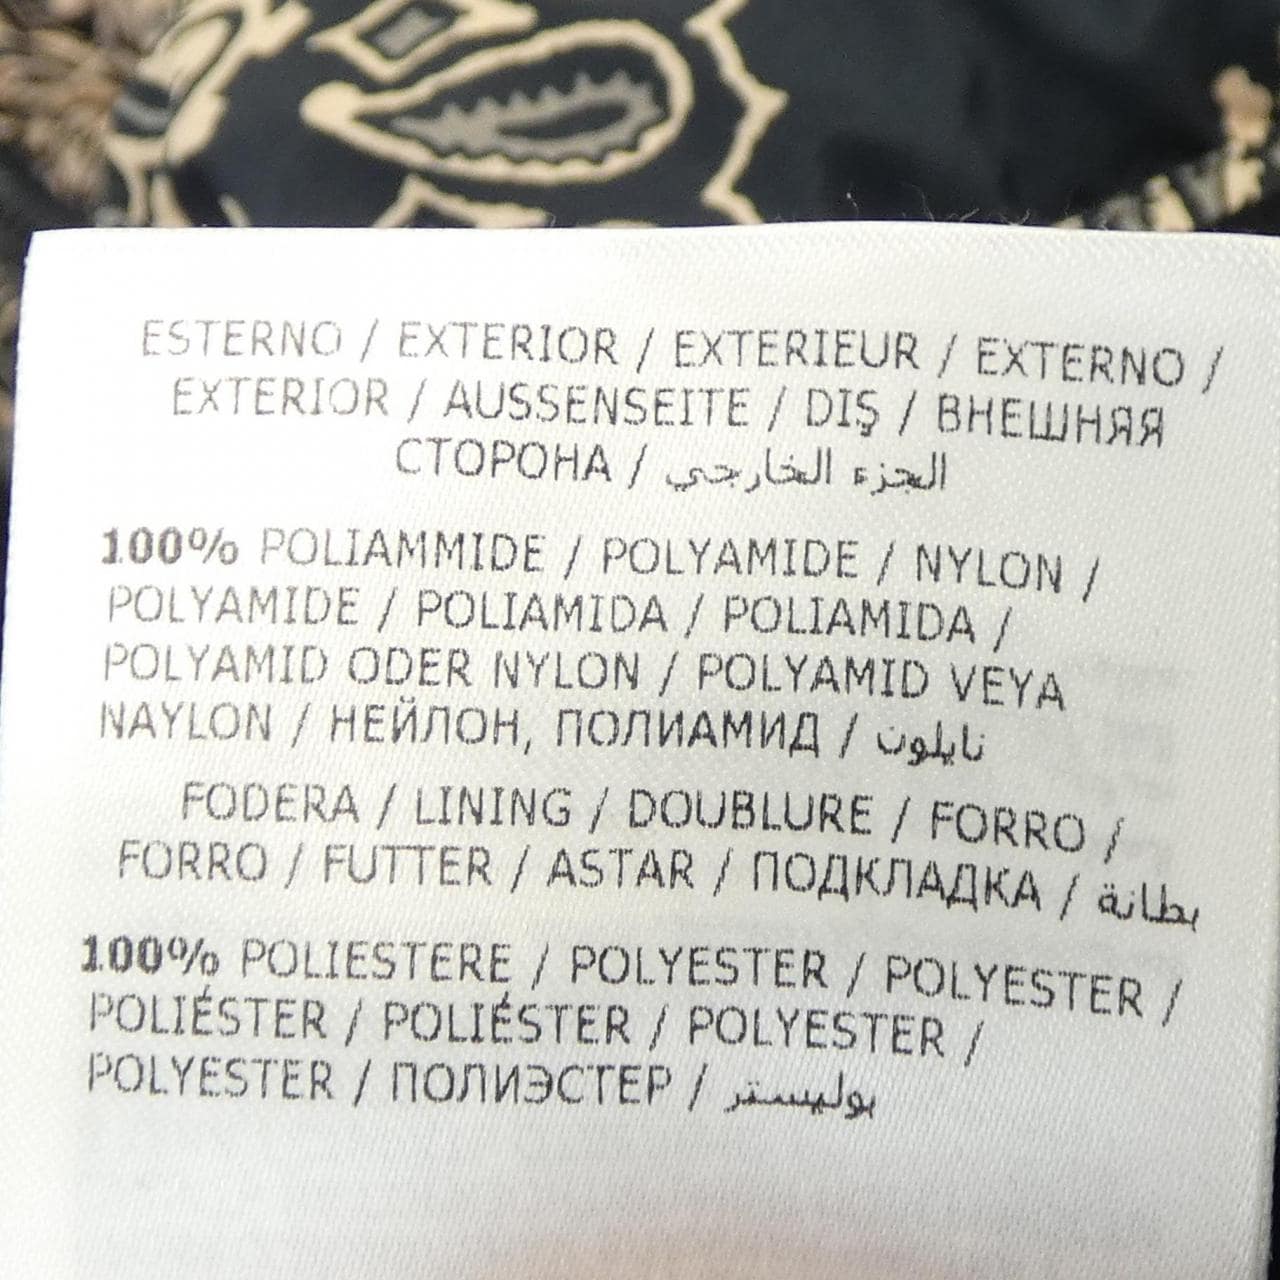 ESTERNO / EXTERIOR / EXTERIEUR / EXTERNO /
EXTERIOR / AUSSENSEITE / DIŞ / ВНЕШНЯЯ
СТОРОНА / الجزء الخارجي
100% POLIAMMIDE / POLYAMIDE / NYLON /
POLYAMIDE / POLIAMIDA / POLIAMIDA /
POLYAMID ODER NYLON / POLYAMID VEYA
NAYLON / НЕЙЛОН, ПОЛИАМИД / نايلون
FODERA / LINING / DOUBLURE / FORRO /
FORRO / FUTTER / ASTAR / ПОДКЛАДКА / بطانة
100% POLIESTERE / POLYESTER / POLYESTER /
POLIÉSTER / POLIÉSTER / POLYESTER /
POLYESTER / ПОЛИЭСТЕР / بوليستر